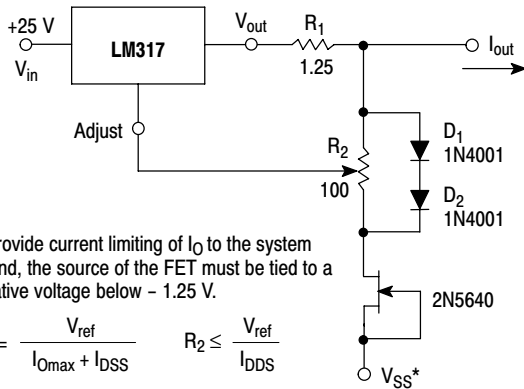 +25 V
V_in
LM317
V_out
R_1
1.25
I_out
Adjust
R_2
100
D_1
1N4001
D_2
1N4001
2N5640
V_SS*
rovide current limiting of I_O to the system
nd, the source of the FET must be tied to a
ative voltage below – 1.25 V.
= V_ref / (I_Omax + I_DSS)
R_2 ≤ V_ref / I_DDS